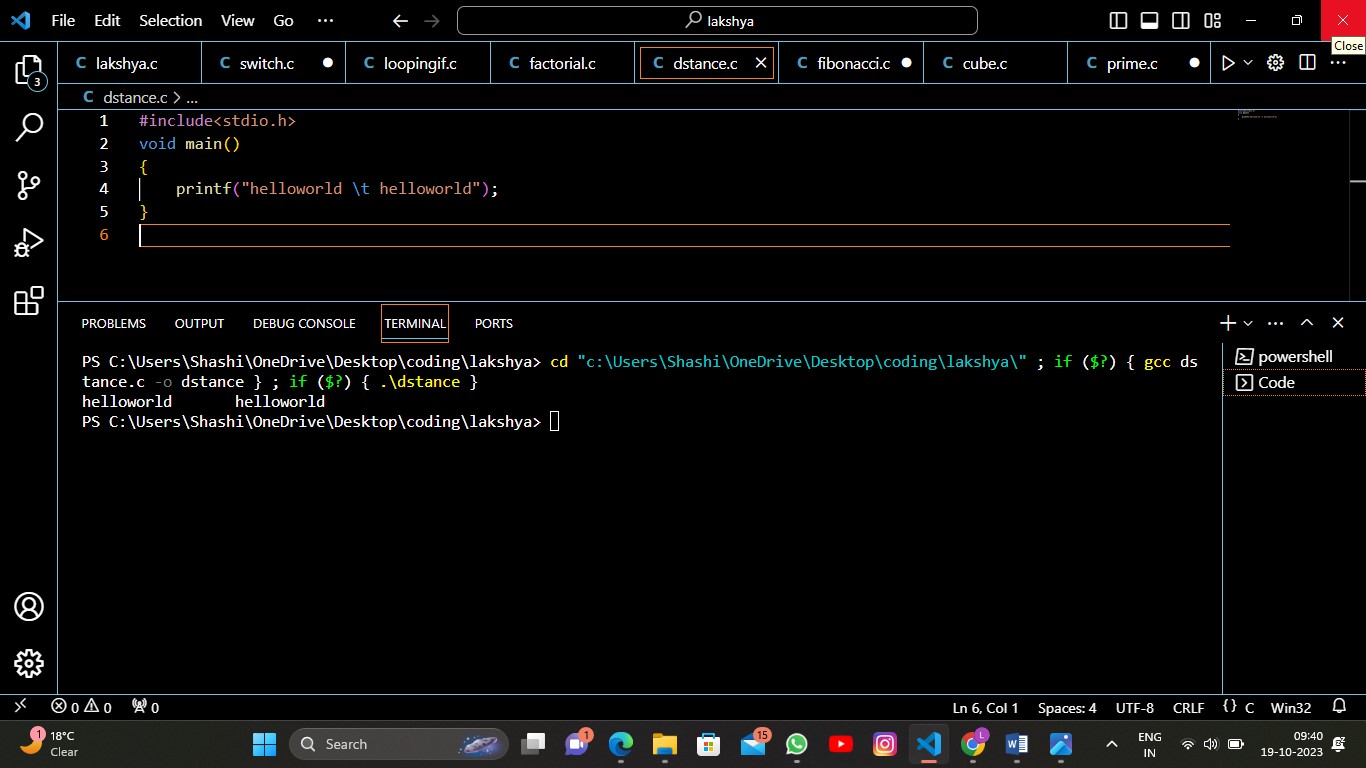 File Edit Selection View Go ... lakshya
Close
3
C lakshya.c C switch.c C loopingif.c C factorial.c C dstance.c C fibonacci.c C cube.c C prime.c
C dstance.c > ...
1 #include<stdio.h>
2 void main()
3 {
4 printf("helloworld \t helloworld");
5 }
6
PROBLEMS OUTPUT DEBUG CONSOLE TERMINAL PORTS
PS C:\Users\Shashi\OneDrive\Desktop\coding\lakshya> cd "c:\Users\Shashi\OneDrive\Desktop\coding\lakshya\" ; if ($?) { gcc ds
tance.c -o dstance } ; if ($?) { .\dstance }
helloworld helloworld
PS C:\Users\Shashi\OneDrive\Desktop\coding\lakshya>
powershell
Code
0 0 0 Ln 6, Col 1 Spaces: 4 UTF-8 CRLF {} C Win32
1 18°C
Clear
Search
1
15
L
W
ENG
IN
09:40
19-10-2023